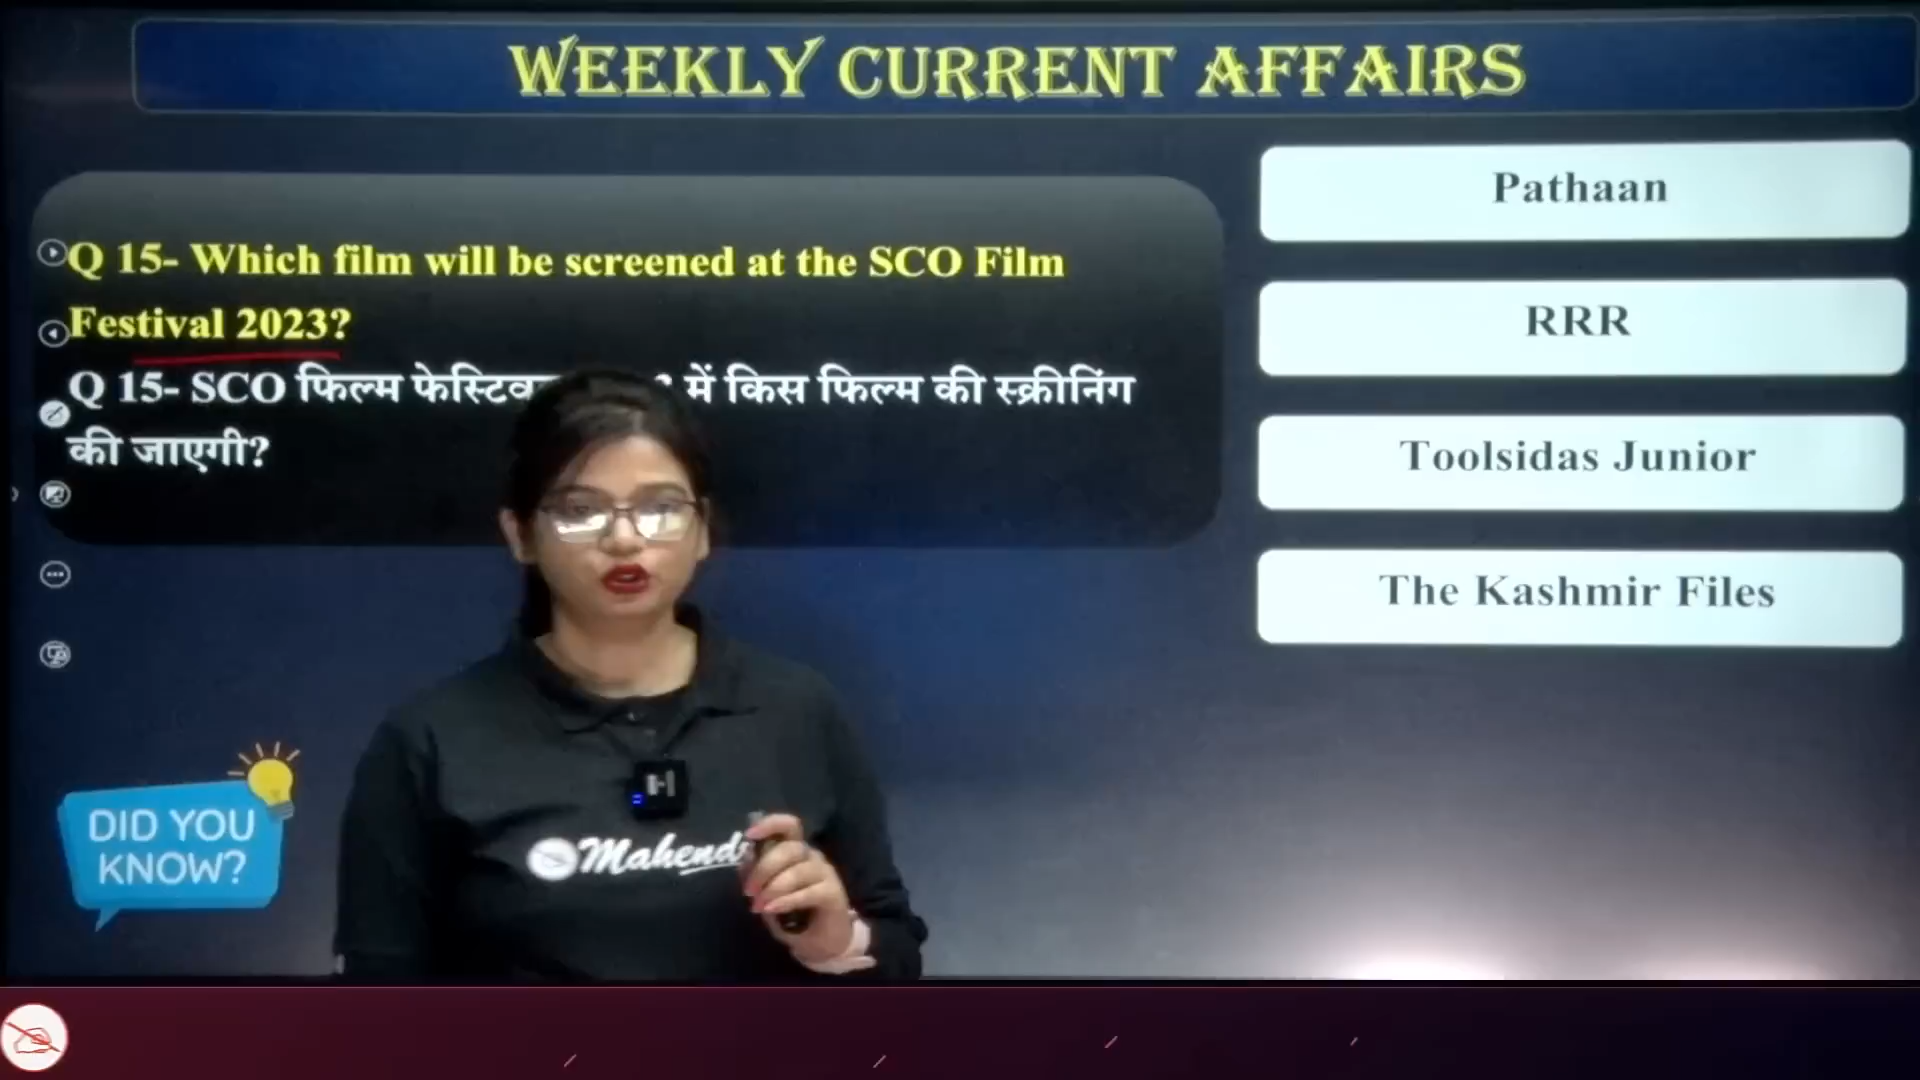 WEEKLY CURRENT AFFAIRS
Q 15- Which film will be screened at the SCO Film
Festival 2023?
Q 15- SCO फिल्म में किस फिल्म की स्क्रीनिंग
की जाएगी?
Pathaan
RRR
Toolsidas Junior
The Kashmir Files
DID YOU
KNOW?
H